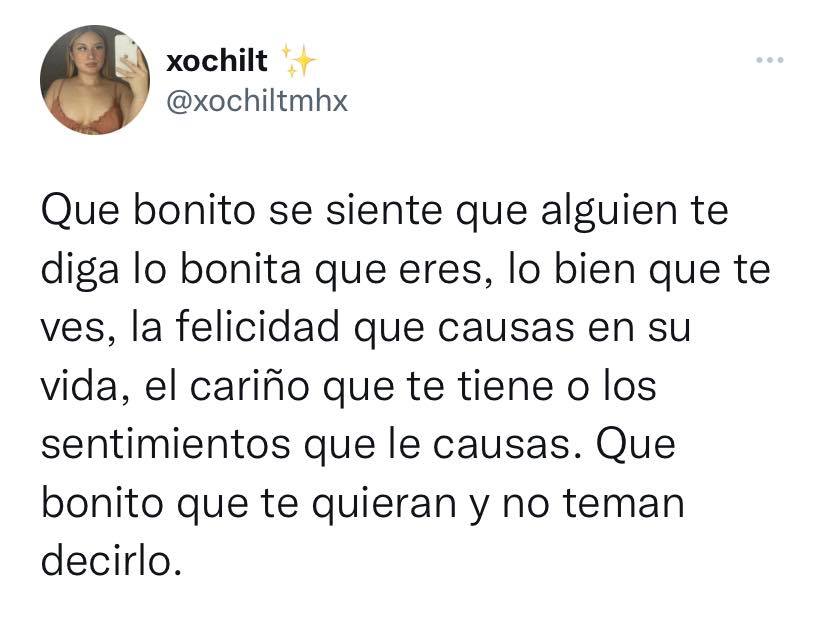 xochilt ✨
@xochiltmhx
Que bonito se siente que alguien te
diga lo bonita que eres, lo bien que te
ves, la felicidad que causas en su
vida, el cariño que te tiene o los
sentimientos que le causas. Que
bonito que te quieran y no teman
decirlo.